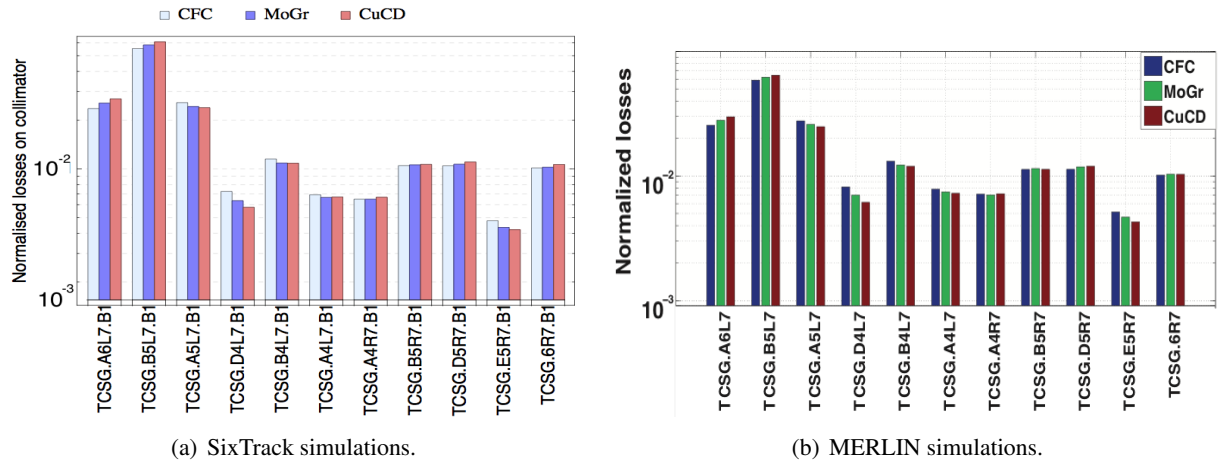 CFC MoGr CuCD
Normalised losses on collimator
10⁻²
10⁻³
TCSG.A6L7.B1
TCSG.B5L7.B1
TCSG.A5L7.B1
TCSG.D4L7.B1
TCSG.B4L7.B1
TCSG.A4L7.B1
TCSG.A4R7.B1
TCSG.B5R7.B1
TCSG.D5R7.B1
TCSG.E5R7.B1
TCSG.6R7.B1
(a) SixTrack simulations.
Normalized losses
10⁻²
10⁻³
CFC
MoGr
CuCD
TCSG.A6L7
TCSG.B5L7
TCSG.A5L7
TCSG.D4L7
TCSG.B4L7
TCSG.A4L7
TCSG.A4R7
TCSG.B5R7
TCSG.D5R7
TCSG.E5R7
TCSG.6R7
(b) MERLIN simulations.